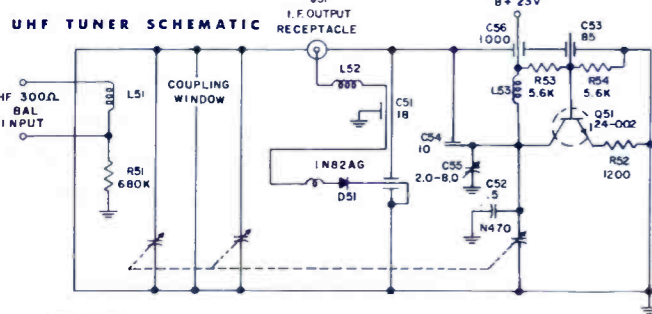 UHF TUNER SCHEMATIC
I.F. OUTPUT
RECEPTACLE
B+ 23V
C56
1000
C53
85
HF 300Ω
BAL
INPUT
L51
COUPLING
WINDOW
L52
C51
18
L53
R53
5.6K
R54
5.6K
Q51
24-002
R51
680K
1N82AG
D51
C54
10
C55
2.0-8.0
R52
1200
C52
.5
N470